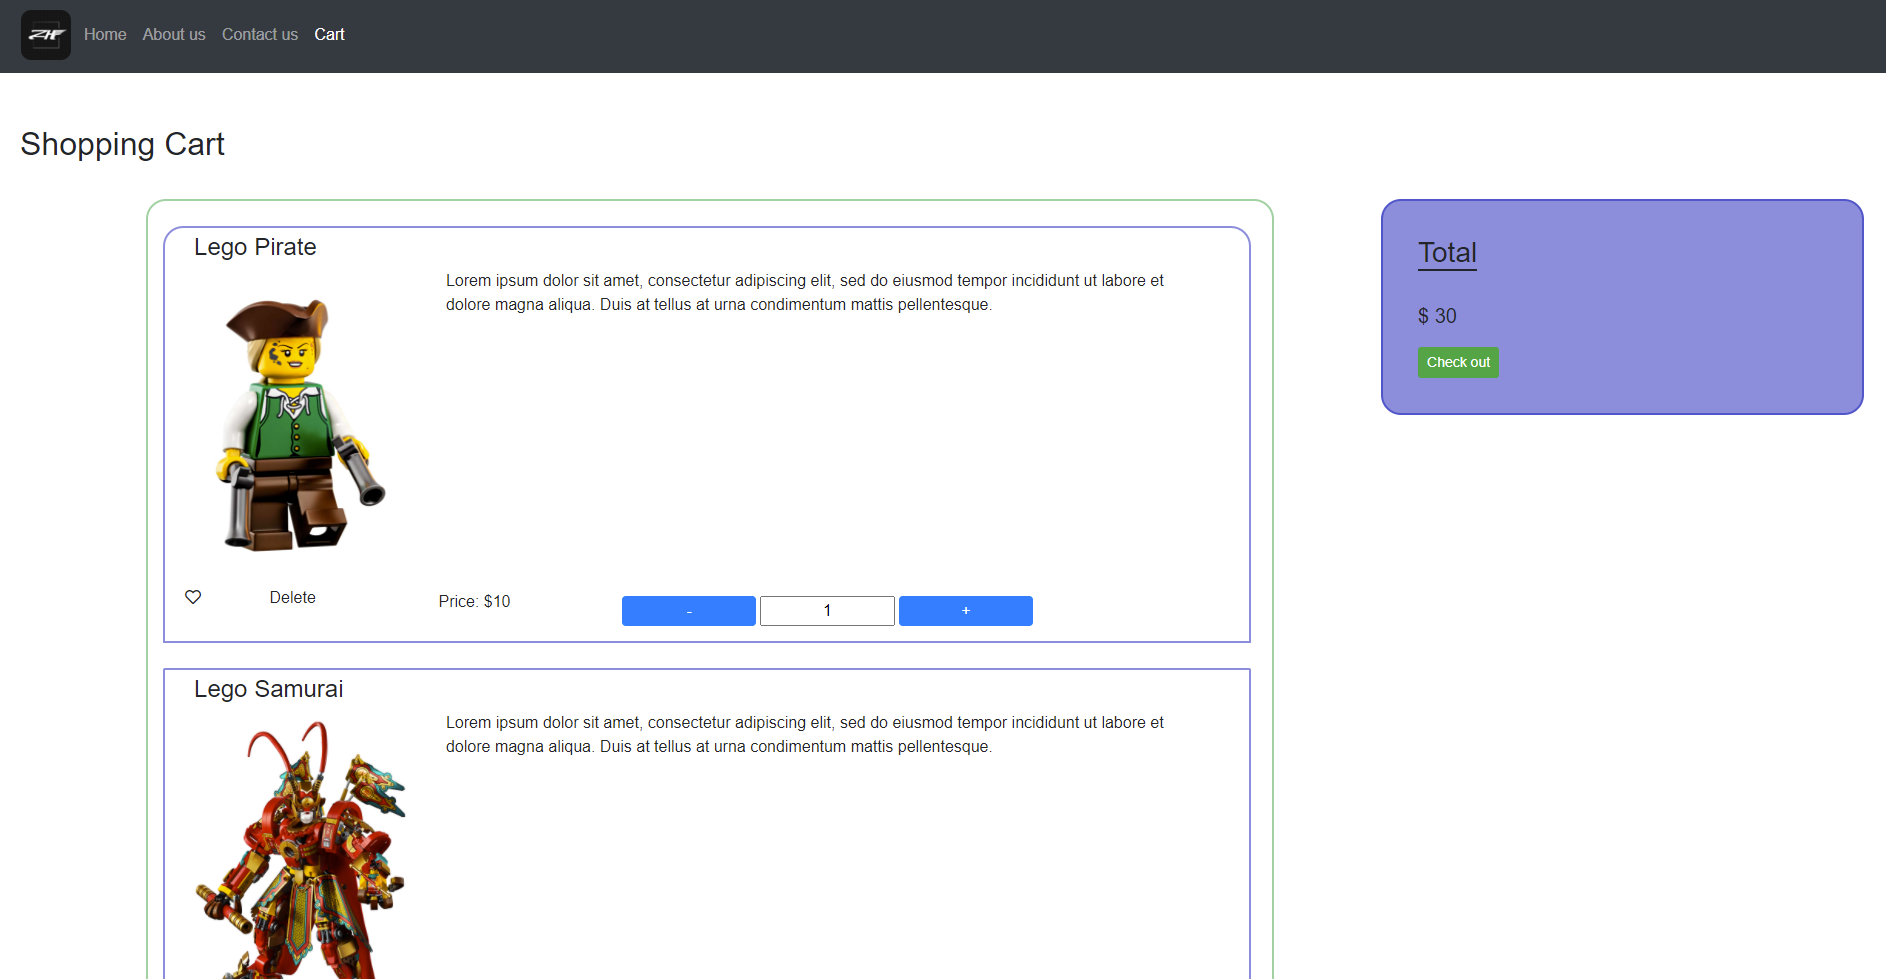 ZHF
Home About us Contact us Cart
Shopping Cart
Lego Pirate
Lorem ipsum dolor sit amet, consectetur adipiscing elit, sed do eiusmod tempor incididunt ut labore et
dolore magna aliqua. Duis at tellus at urna condimentum mattis pellentesque.
Delete
Price: $10
- 1 +
Lego Samurai
Lorem ipsum dolor sit amet, consectetur adipiscing elit, sed do eiusmod tempor incididunt ut labore et
dolore magna aliqua. Duis at tellus at urna condimentum mattis pellentesque.
Total
$ 30
Check out